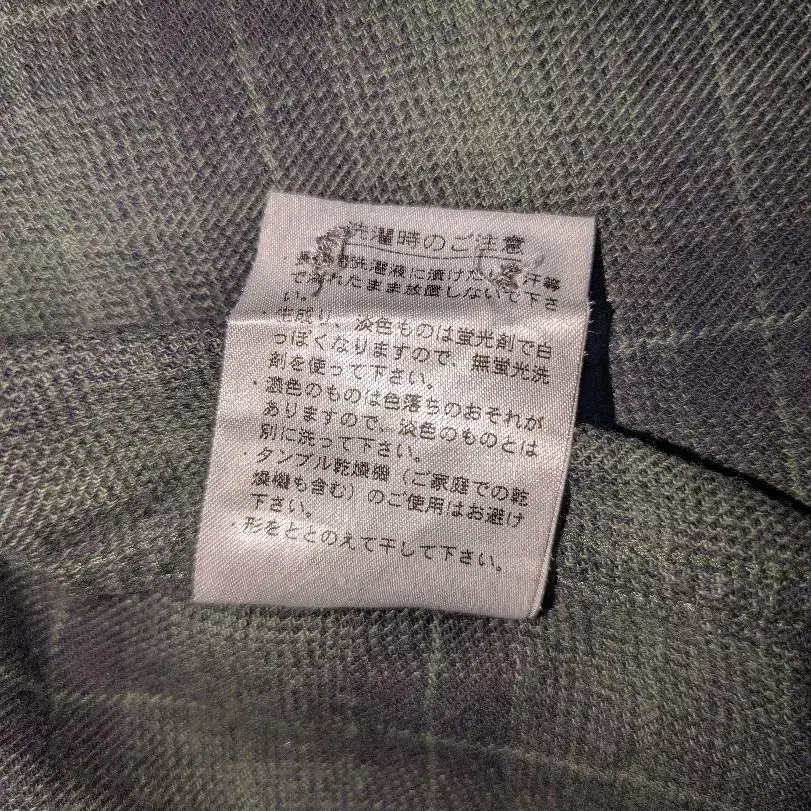 洗濯時のご注意
・長時間洗濯液に漬けたり、汗等
で濡れたまま放置しないで下さ
い。
・生成り、淡色ものは蛍光剤で白
っぽくなりますので、無蛍光洗
剤を使って下さい。
・濃色のものは色落ちのおそれが
ありますので、淡色のものとは
別に洗って下さい。
・タンブル乾燥機（ご家庭での乾
燥機も含む）のご使用はお避け
下さい。
・形をととのえて干して下さい。